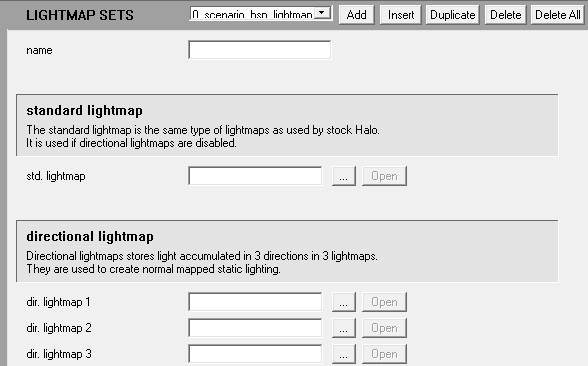 LIGHTMAP SETS 0_scenario_bsp_lightmap Add Insert Duplicate Delete Delete All
name
standard lightmap
The standard lightmap is the same type of lightmaps as used by stock Halo.
It is used if directional lightmaps are disabled.
std. lightmap ... Open
directional lightmap
Directional lightmaps stores light accumulated in 3 directions in 3 lightmaps.
They are used to create normal mapped static lighting.
dir. lightmap 1 ... Open
dir. lightmap 2 ... Open
dir. lightmap 3 ... Open